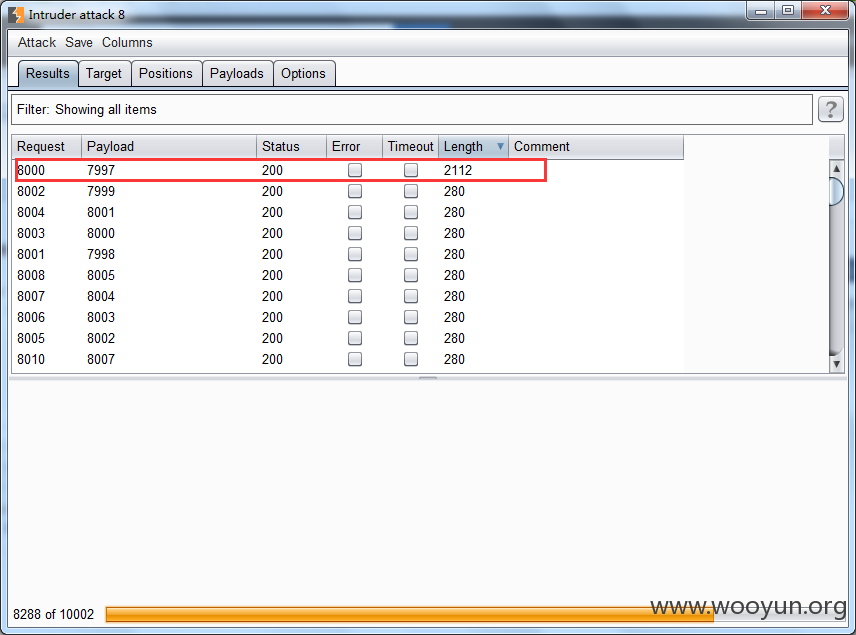 Intruder attack 8
Attack Save Columns
Results Target Positions Payloads Options
Filter: Showing all items ?
Request Payload Status Error Timeout Length Comment
8000 7997 200 2112
8002 7999 200 280
8004 8001 200 280
8003 8000 200 280
8001 7998 200 280
8008 8005 200 280
8007 8004 200 280
8006 8003 200 280
8005 8002 200 280
8010 8007 200 280
8288 of 10002
www.wooyun.org